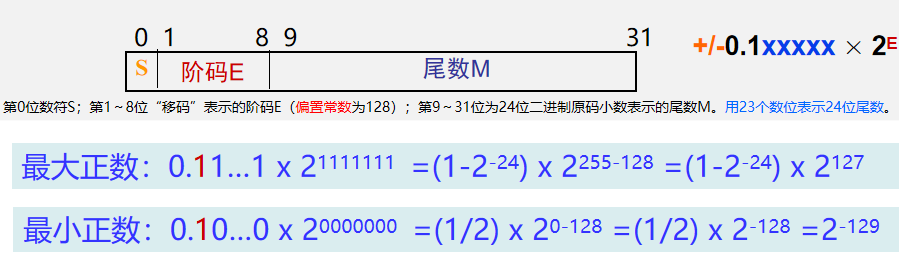 0 1 8 9 31
+/-0.1xxxxx × 2^E
S 阶码E 尾数M
第0位数符S；第1～8位“移码”表示的阶码E（偏置常数为128）；第9～31位为24位二进制原码小数表示的尾数M。用23个数位表示24位尾数。
最大正数：0.11…1 x 2^1111111 =(1-2^-24) x 2^255-128 =(1-2^-24) x 2^127
最小正数：0.10…0 x 2^0000000 =(1/2) x 2^0-128 =(1/2) x 2^-128 =2^-129